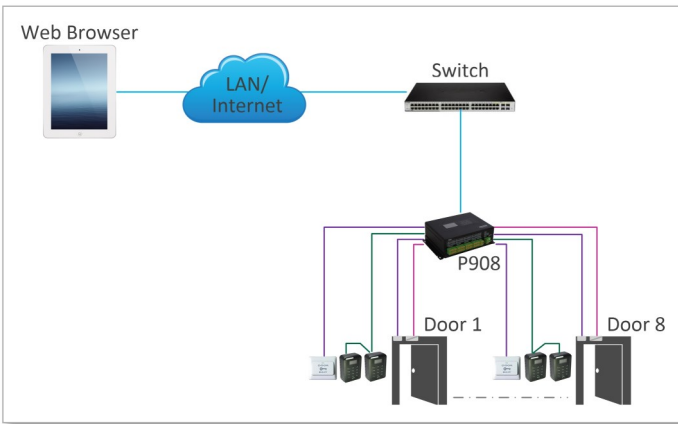 Web Browser
LAN/
Internet
Switch
P908
Door 1
Door 8